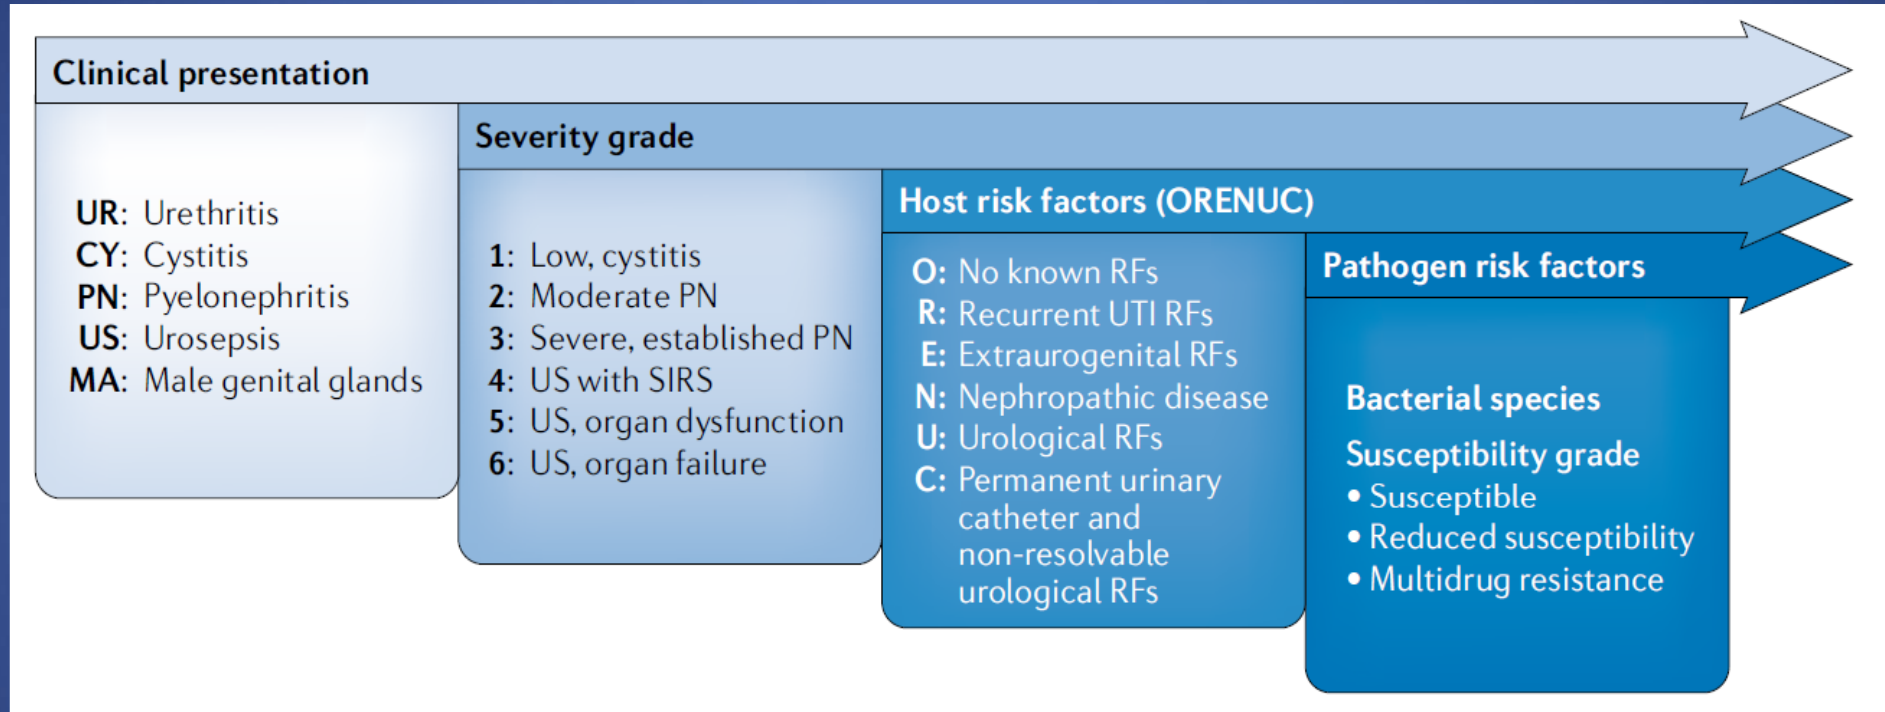 Clinical presentation
UR: Urethritis
CY: Cystitis
PN: Pyelonephritis
US: Urosepsis
MA: Male genital glands
Severity grade
1: Low, cystitis
2: Moderate PN
3: Severe, established PN
4: US with SIRS
5: US, organ dysfunction
6: US, organ failure
Host risk factors (ORENUC)
O: No known RFs
R: Recurrent UTI RFs
E: Extraurogenital RFs
N: Nephropathic disease
U: Urological RFs
C: Permanent urinary
catheter and
non-resolvable
urological RFs
Pathogen risk factors
Bacterial species
Susceptibility grade
• Susceptible
• Reduced susceptibility
• Multidrug resistance